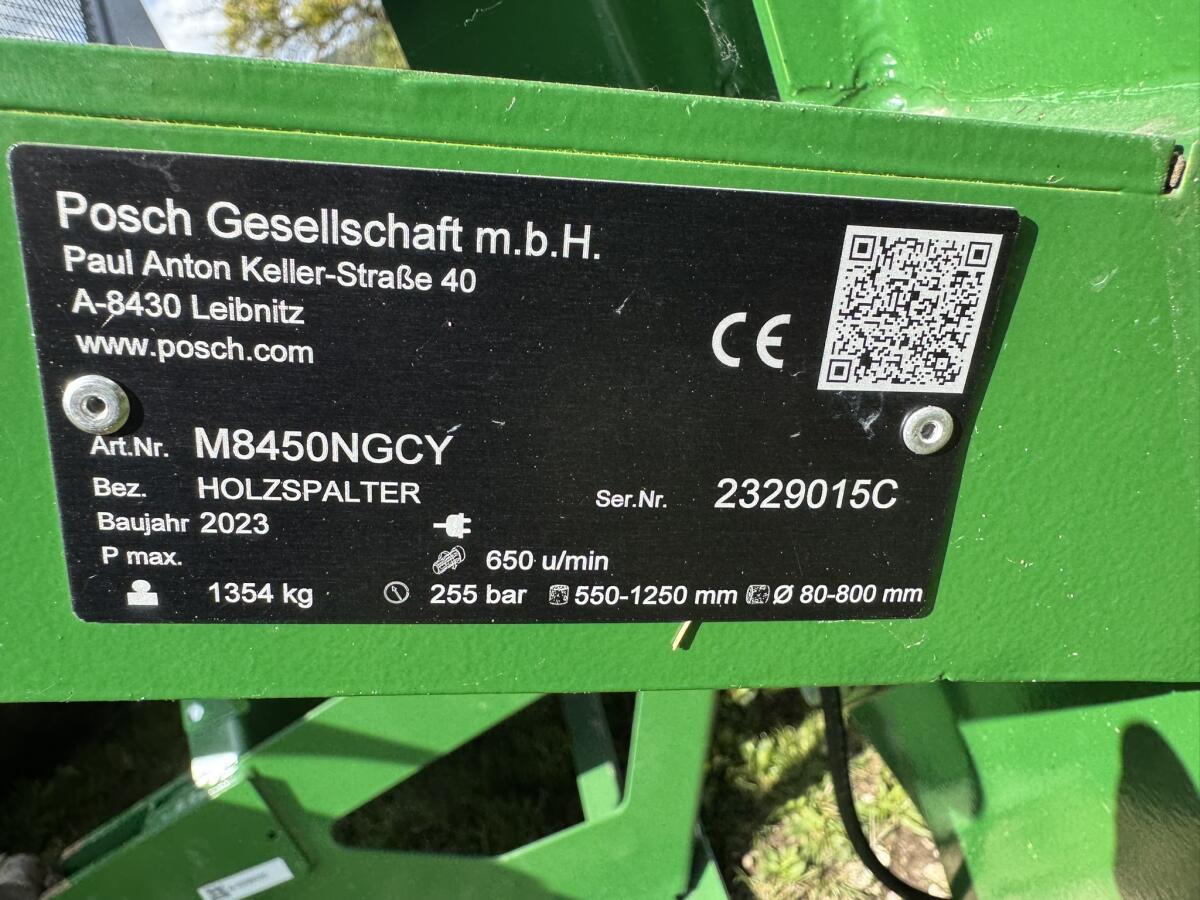 Posch Gesellschaft m.b.H.
Paul Anton Keller-Straße 40
A-8430 Leibnitz
www.posch.com
CE
Art.Nr. M8450NGCY
Bez. HOLZSPALTER Ser.Nr. 2329015C
Baujahr 2023
P max. 650 u/min
1354 kg 255 bar 550-1250 mm Ø 80-800 mm